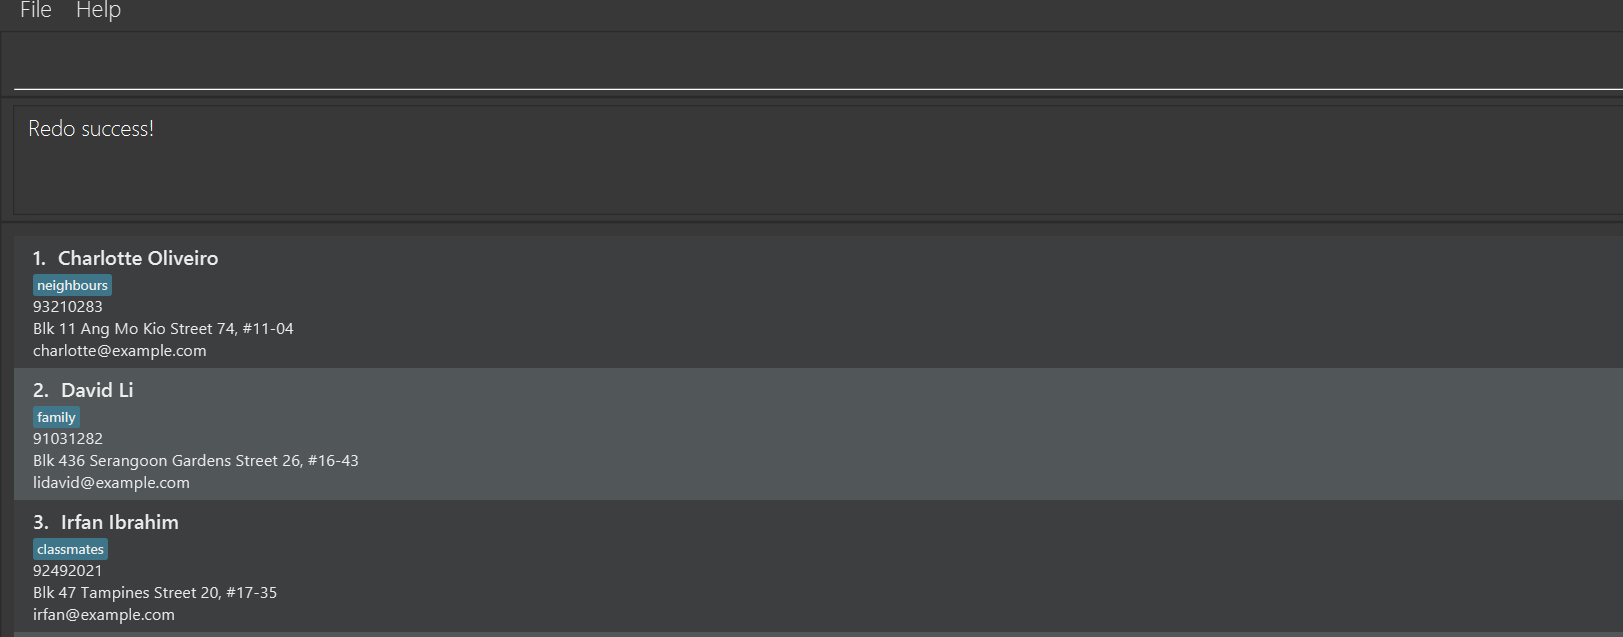 File Help
Redo success!
1. Charlotte Oliveiro
neighbours
93210283
Blk 11 Ang Mo Kio Street 74, #11-04
charlotte@example.com
2. David Li
family
91031282
Blk 436 Serangoon Gardens Street 26, #16-43
lidavid@example.com
3. Irfan Ibrahim
classmates
92492021
Blk 47 Tampines Street 20, #17-35
irfan@example.com